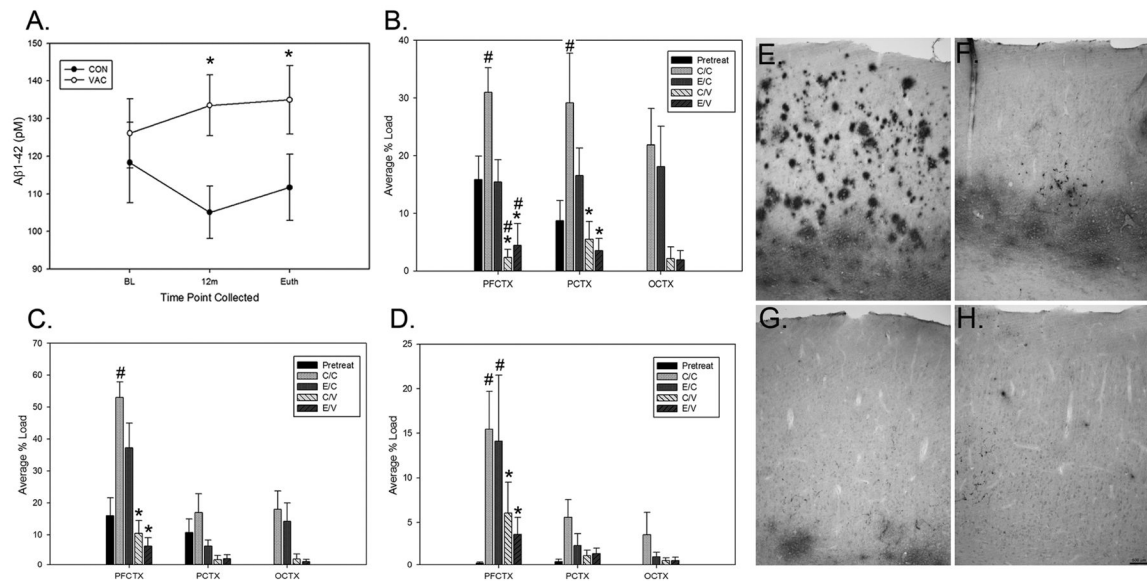 A.
150
140
130
120
110
100
90
Aβ1-42 (pM)
CON
VAC
*
*
BL
12m
Euth
Time Point Collected
B.
40
30
20
10
0
Average % Load
Pretreat
C/C
E/C
C/V
E/V
#
#
#
*
#
*
*
*
PFCTX
PCTX
OCTX
C.
70
60
50
40
30
20
10
0
Average % Load
Pretreat
C/C
E/C
C/V
E/V
#
*
*
PFCTX
PCTX
OCTX
D.
25
20
15
10
5
0
Average % Load
Pretreat
C/C
E/C
C/V
E/V
#
#
*
*
PFCTX
PCTX
OCTX
E.
F.
G.
H.